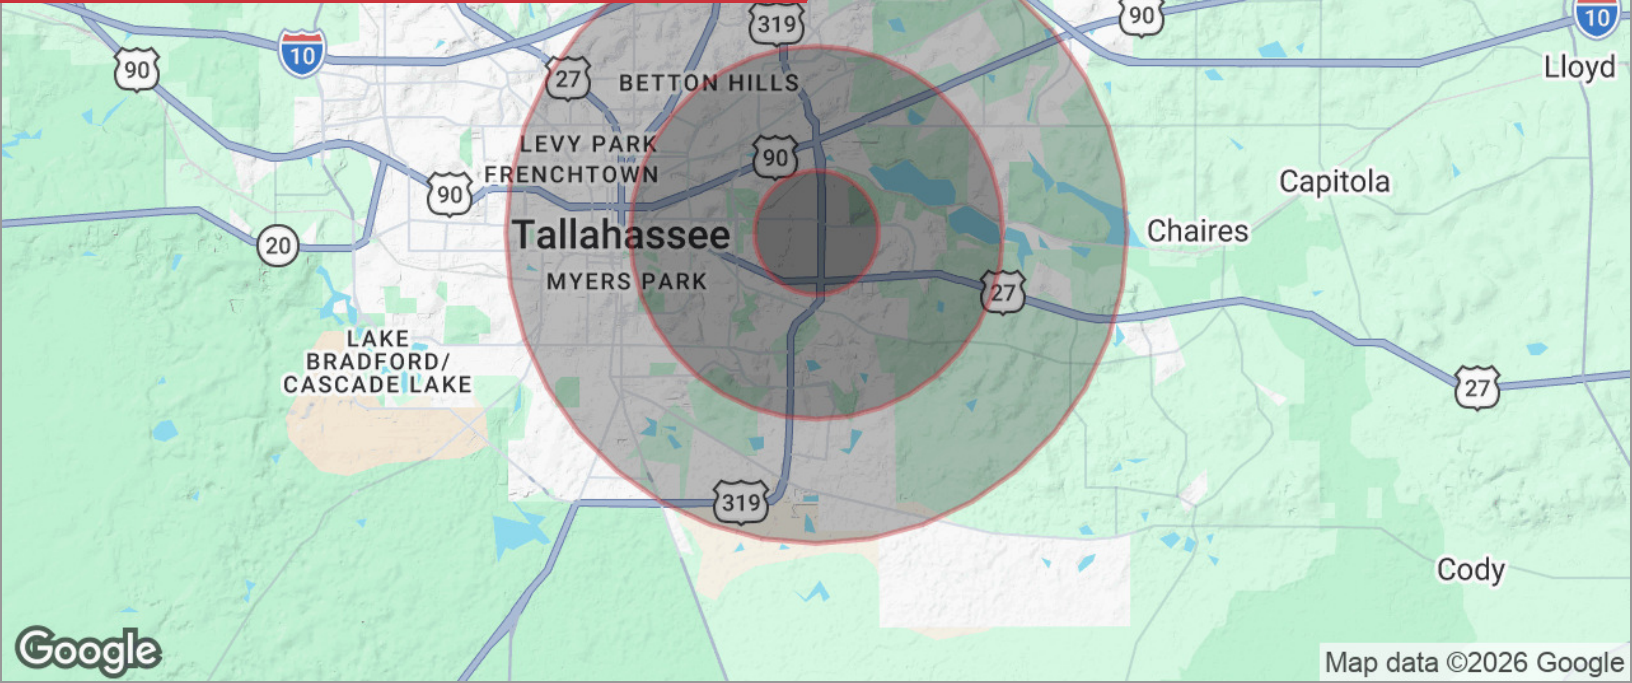 319
90
10
10
Lloyd
90
27
BETTON HILLS
LEVY PARK
90
FRENCHTOWN
90
Capitola
Tallahassee
Chaires
20
MYERS PARK
27
LAKE
BRADFORD/
CASCADE LAKE
27
319
Cody
Google
Map data ©2026 Google